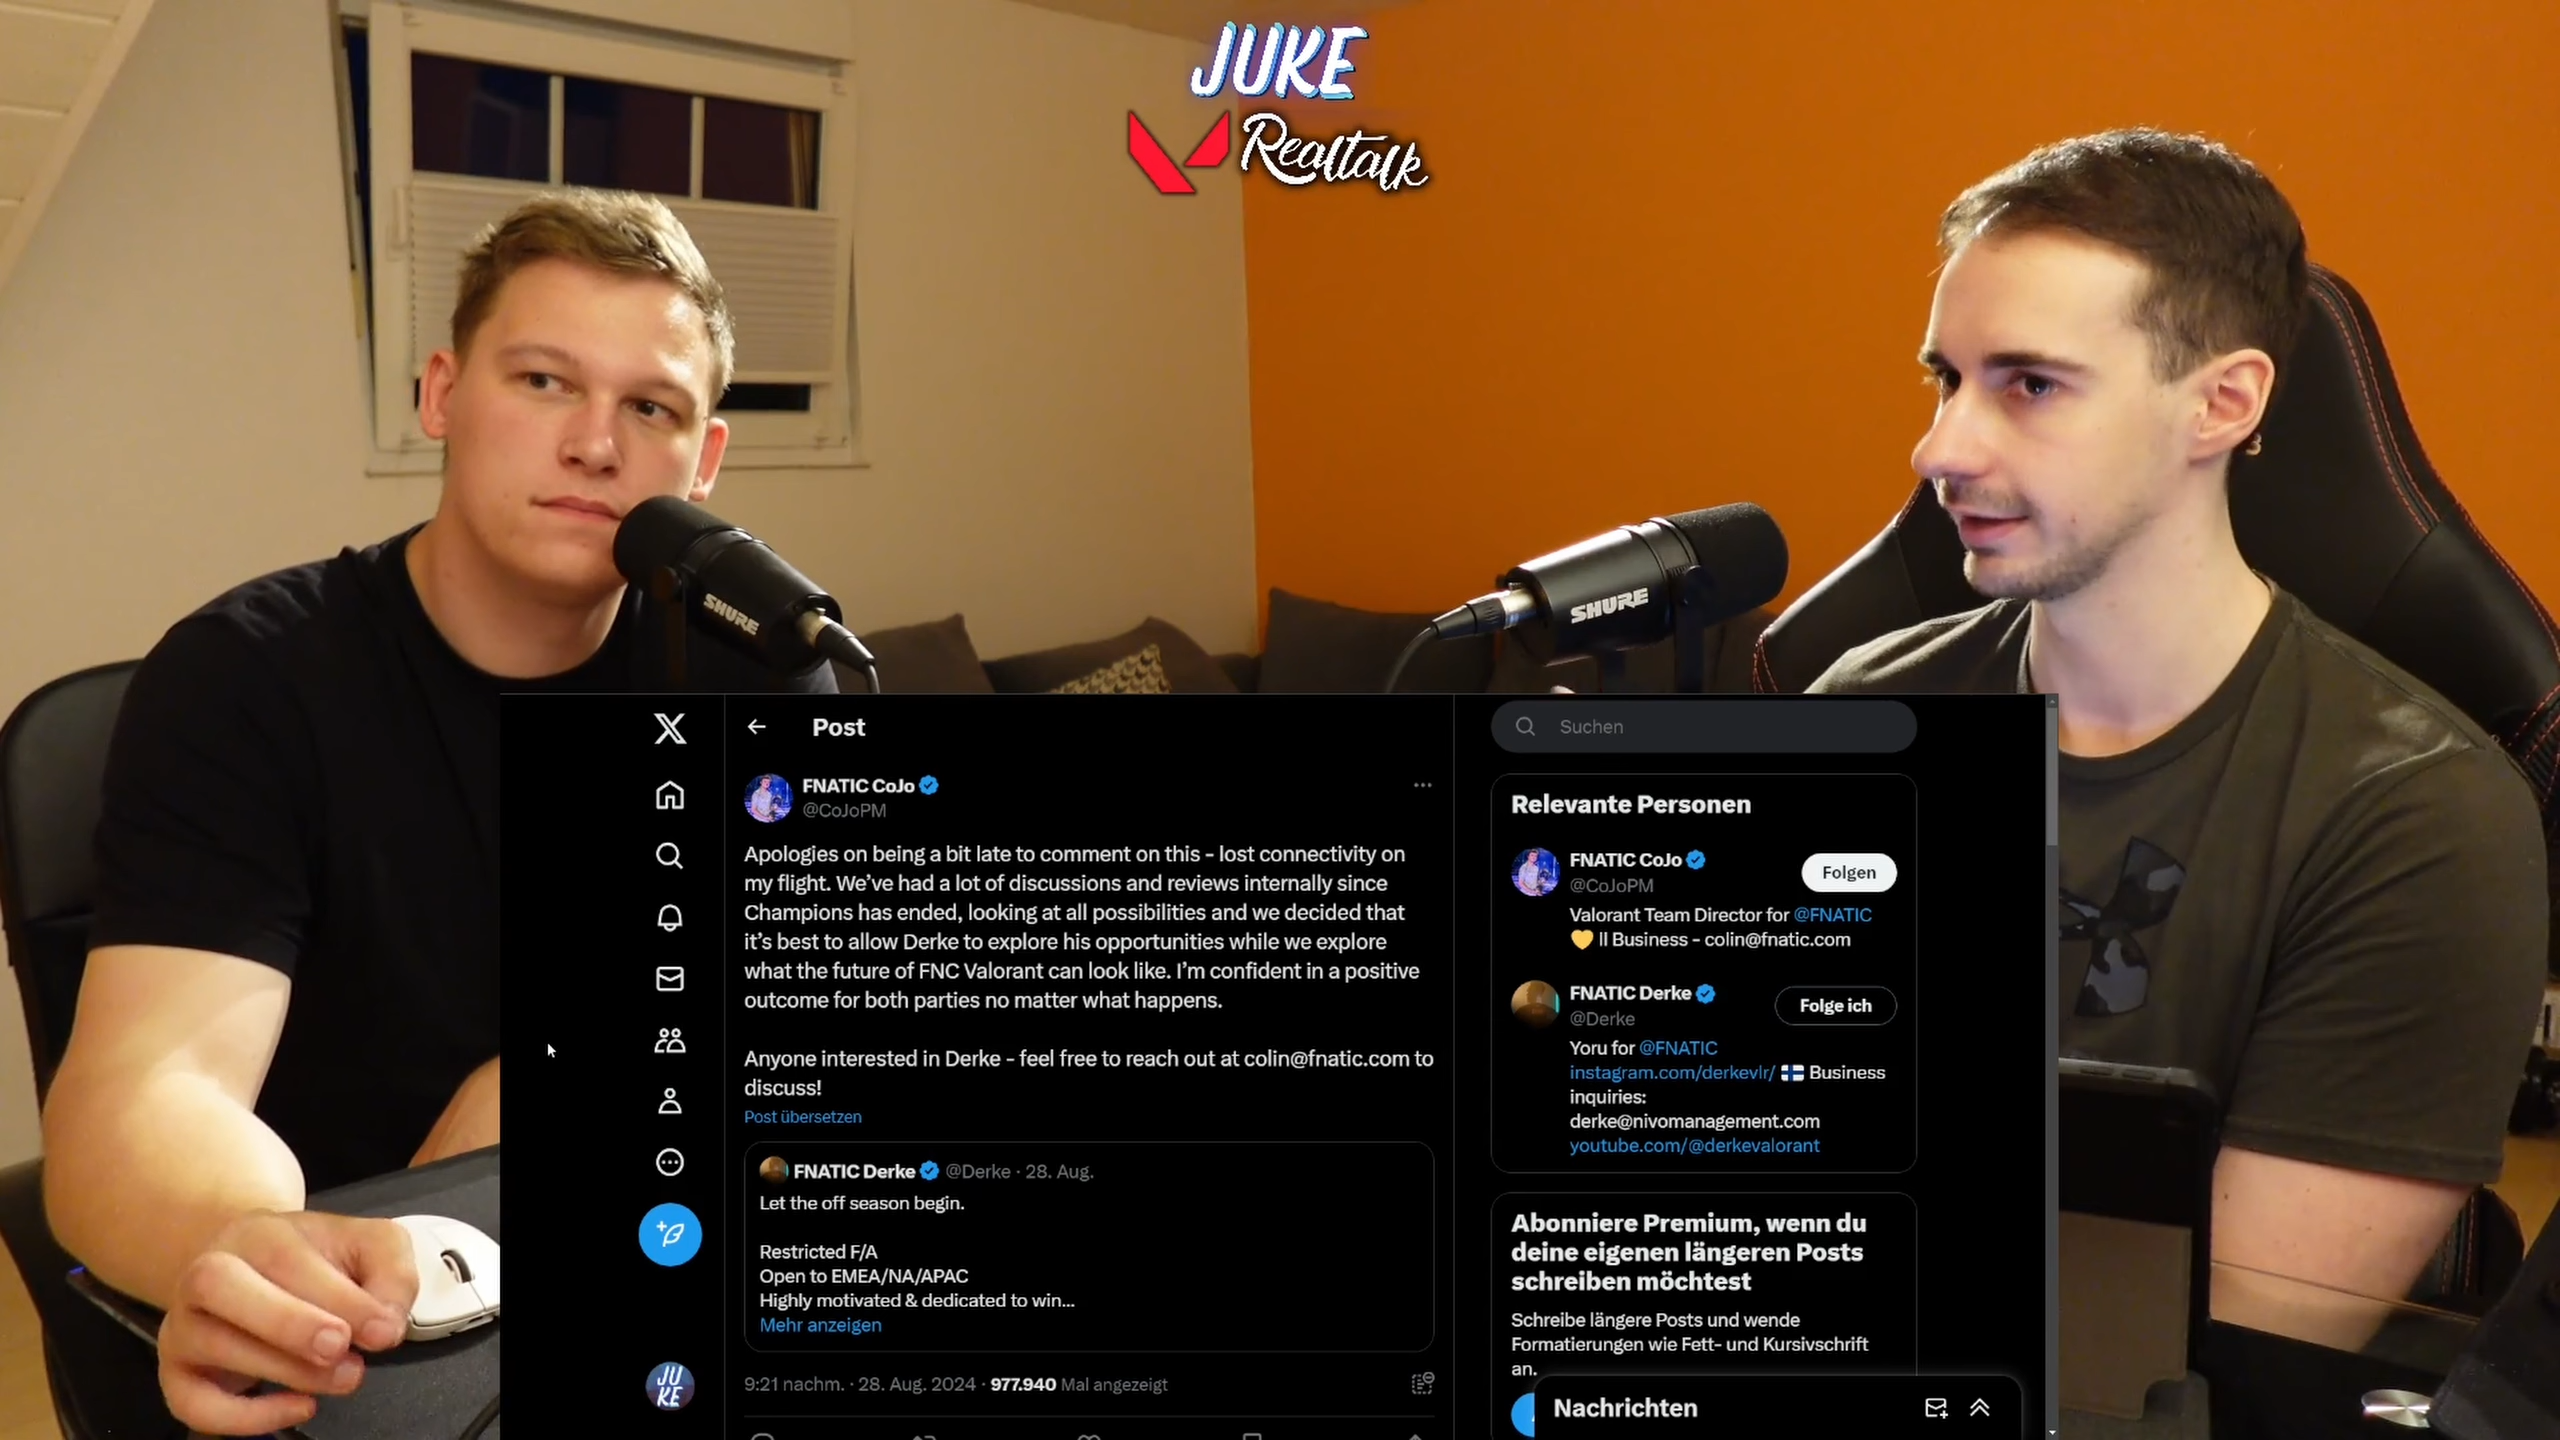 JUKE
Realtalk
SHURE
SHURE
Post
FNATIC CoJo
@CoJoPM
Apologies on being a bit late to comment on this - lost connectivity on
my flight. We've had a lot of discussions and reviews internally since
Champions has ended, looking at all possibilities and we decided that
it's best to allow Derke to explore his opportunities while we explore
what the future of FNC Valorant can look like. I'm confident in a positive
outcome for both parties no matter what happens.
Anyone interested in Derke - feel free to reach out at colin@fnatic.com to
discuss!
Post übersetzen
FNATIC Derke @Derke · 28. Aug.
Let the off season begin.
Restricted F/A
Open to EMEA/NA/APAC
Highly motivated & dedicated to win...
Mehr anzeigen
9:21 nachm. · 28. Aug. 2024 · 977.940 Mal angezeigt
JU
KE
Suchen
Relevante Personen
FNATIC CoJo
@CoJoPM
Folgen
Valorant Team Director for @FNATIC
💛 II Business - colin@fnatic.com
FNATIC Derke
@Derke
Folge ich
Yoru for @FNATIC
instagram.com/derkevlr/ 🇫🇮 Business
inquiries:
derke@nivomanagement.com
youtube.com/@derkevalorant
Abonniere Premium, wenn du
deine eigenen längeren Posts
schreiben möchtest
Schreibe längere Posts und wende
Formatierungen wie Fett- und Kursivschrift
an.
Nachrichten